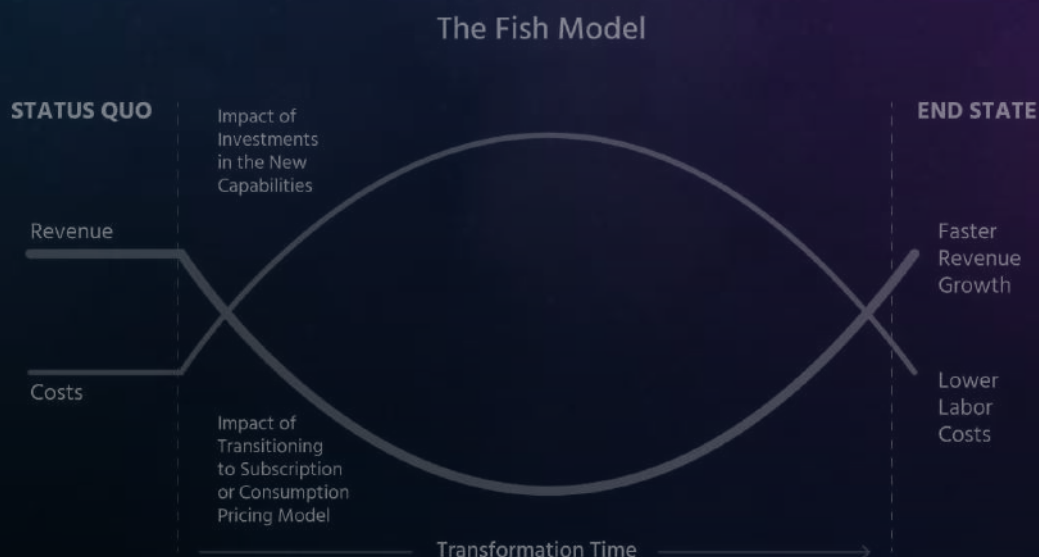 The Fish Model
STATUS QUO
END STATE
Impact of
Investments
in the New
Capabilities
Revenue
Costs
Faster
Revenue
Growth
Lower
Labor
Costs
Impact of
Transitioning
to Subscription
or Consumption
Pricing Model
Transformation Time